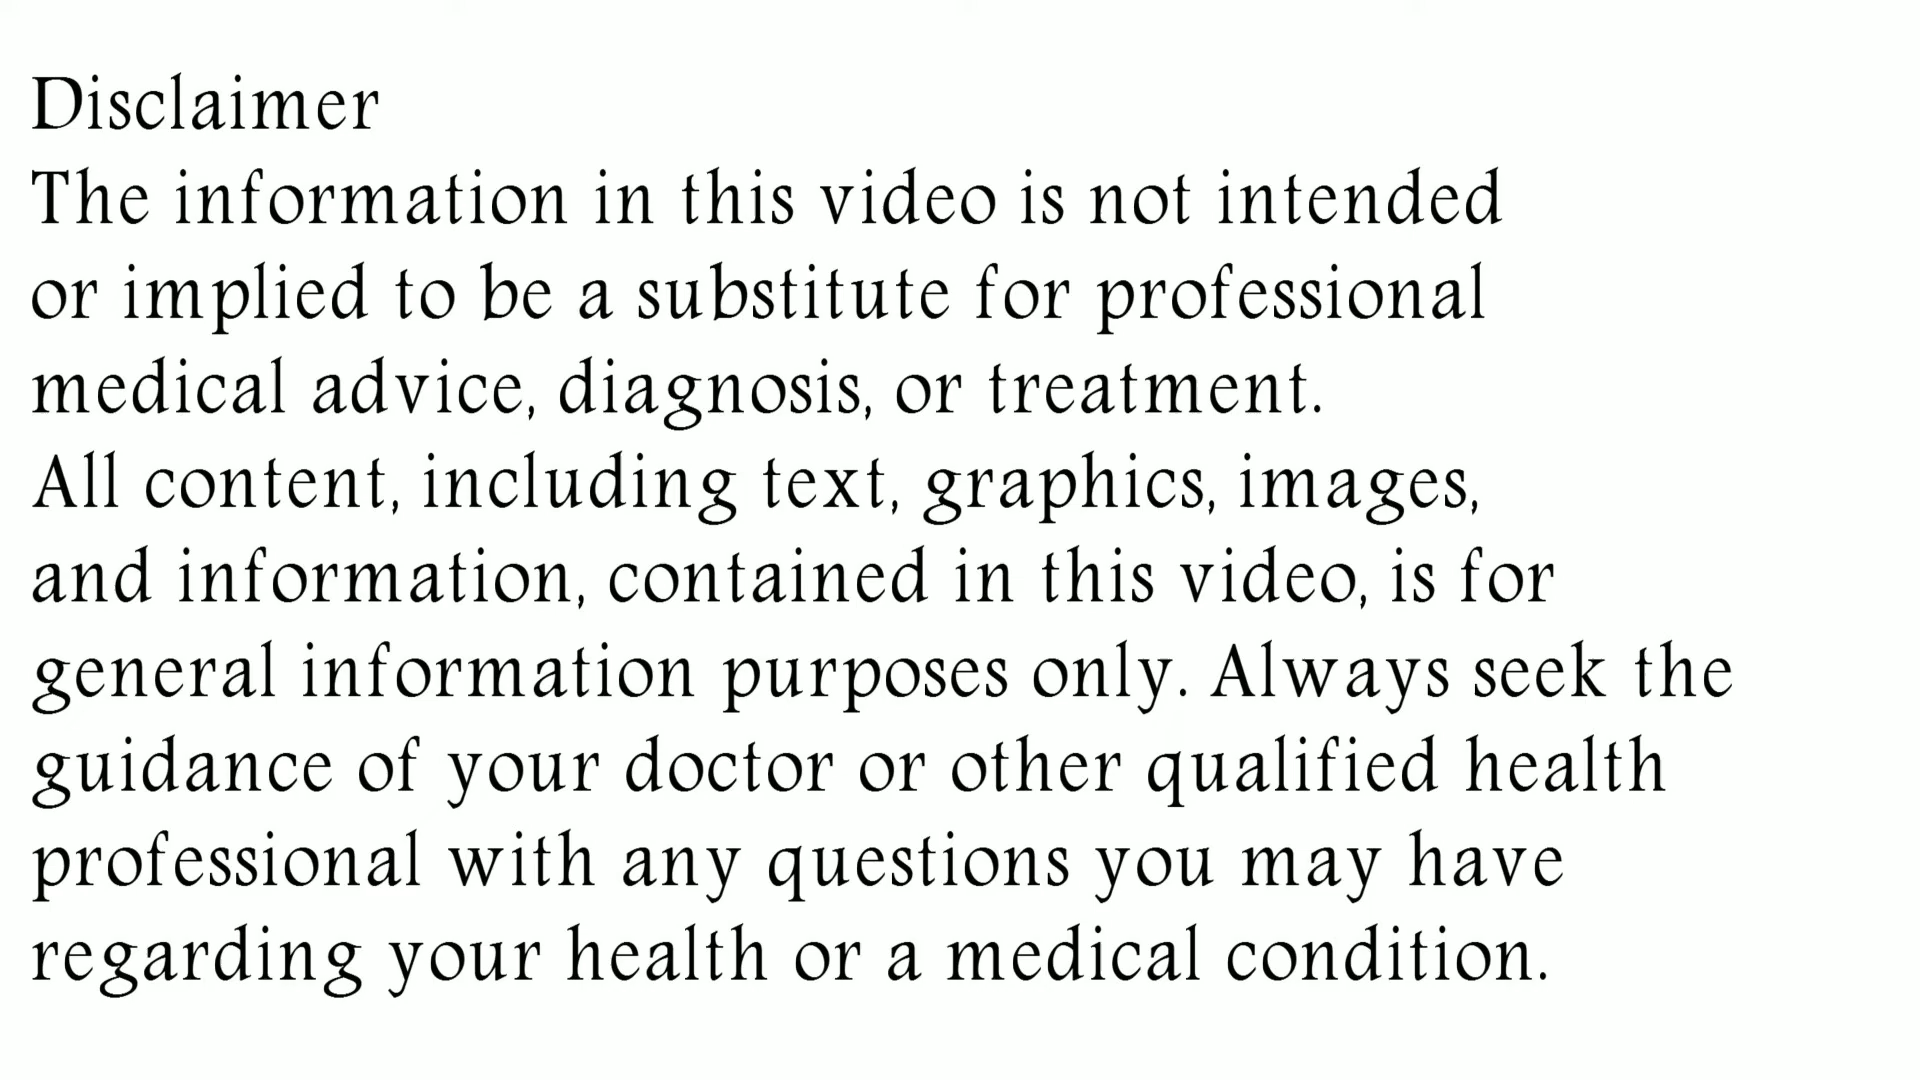 Disclaimer
The information in this video is not intended
or implied to be a substitute for professional
medical advice, diagnosis, or treatment.
All content, including text, graphics, images,
and information, contained in this video, is for
general information purposes only. Always seek the
guidance of your doctor or other qualified health
professional with any questions you may have
regarding your health or a medical condition.